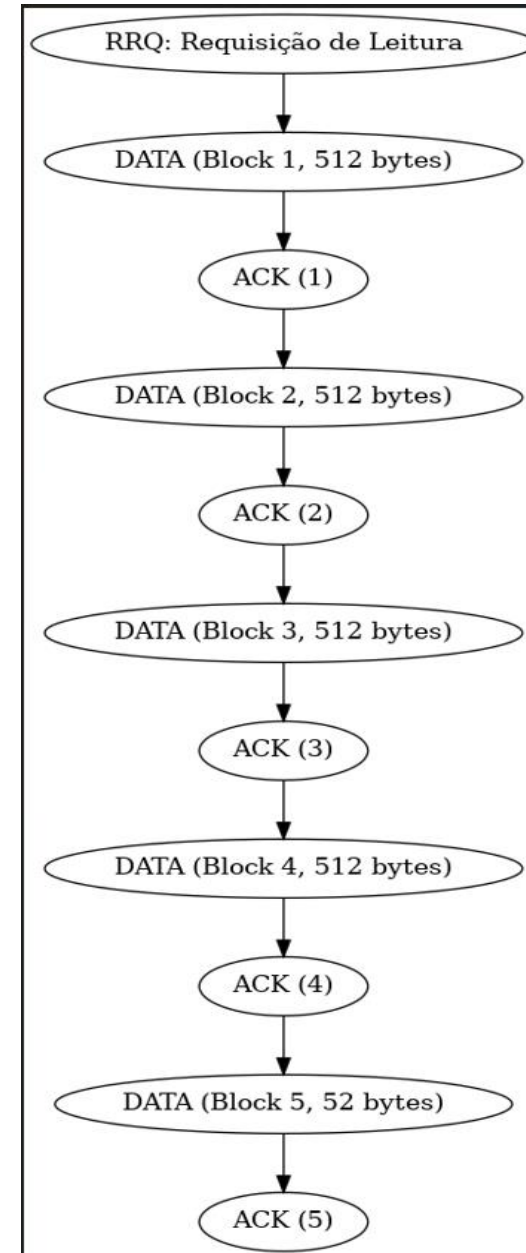 RRQ: Requisição de Leitura
DATA (Block 1, 512 bytes)
ACK (1)
DATA (Block 2, 512 bytes)
ACK (2)
DATA (Block 3, 512 bytes)
ACK (3)
DATA (Block 4, 512 bytes)
ACK (4)
DATA (Block 5, 52 bytes)
ACK (5)